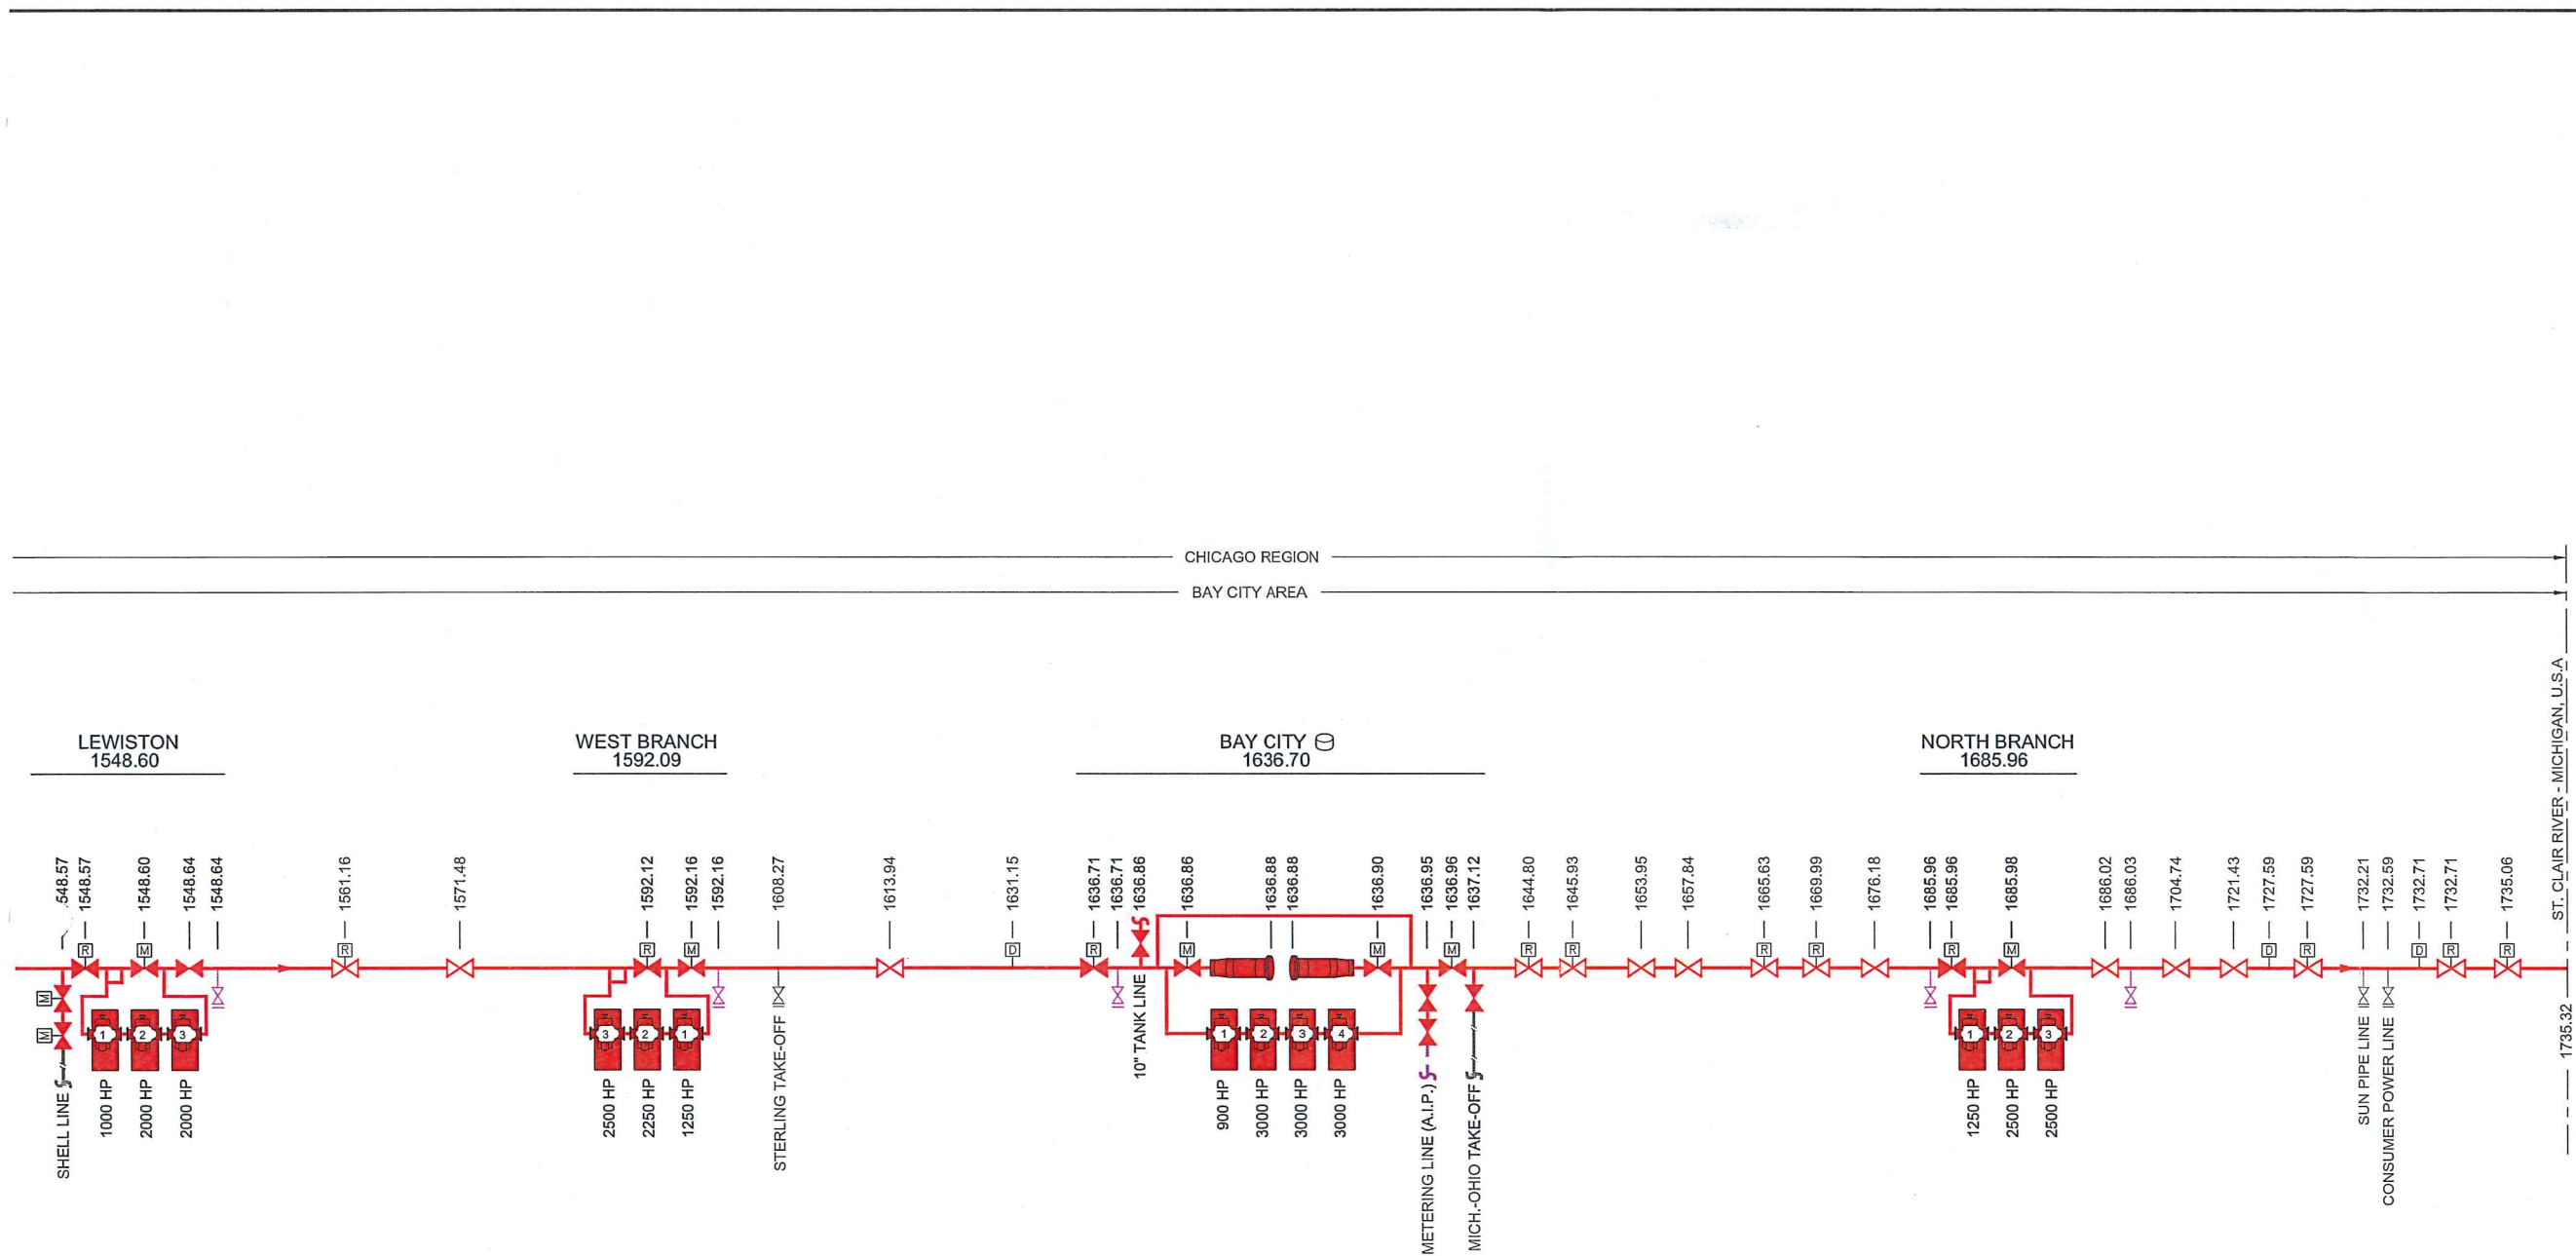 CHICAGO REGION
BAY CITY AREA
LEWISTON
1548.60
WEST BRANCH
1592.09
BAY CITY
1636.70
NORTH BRANCH
1685.96
.548.57
1548.57
1548.60
1548.64
1548.64
1561.16
1571.48
1592.12
1592.16
1592.16
1608.27
1613.94
1631.15
1636.71
1636.71
1636.86
1636.86
1636.88
1636.88
1636.90
1636.95
1636.96
1637.12
1644.80
1645.93
1653.95
1657.84
1665.63
1669.99
1676.18
1685.96
1685.96
1685.98
1686.02
1686.03
1704.74
1721.43
1727.59
1727.59
1732.21
1732.59
1732.71
1732.71
1735.06
ST. CLAIR RIVER - MICHIGAN, U.S.A
1735.32
R
M
R
R
M
D
R
M
M
M
R
R
R
R
R
M
D
R
D
R
R
M
M
1
2
3
3
2
1
1
2
3
4
1
2
3
SHELL LINE
1000 HP
2000 HP
2000 HP
2500 HP
2250 HP
1250 HP
STERLING TAKE-OFF
10" TANK LINE
900 HP
3000 HP
3000 HP
3000 HP
METERING LINE (A.I.P.)
MICH.-OHIO TAKE-OFF
1250 HP
2500 HP
2500 HP
SUN PIPE LINE
CONSUMER POWER LINE